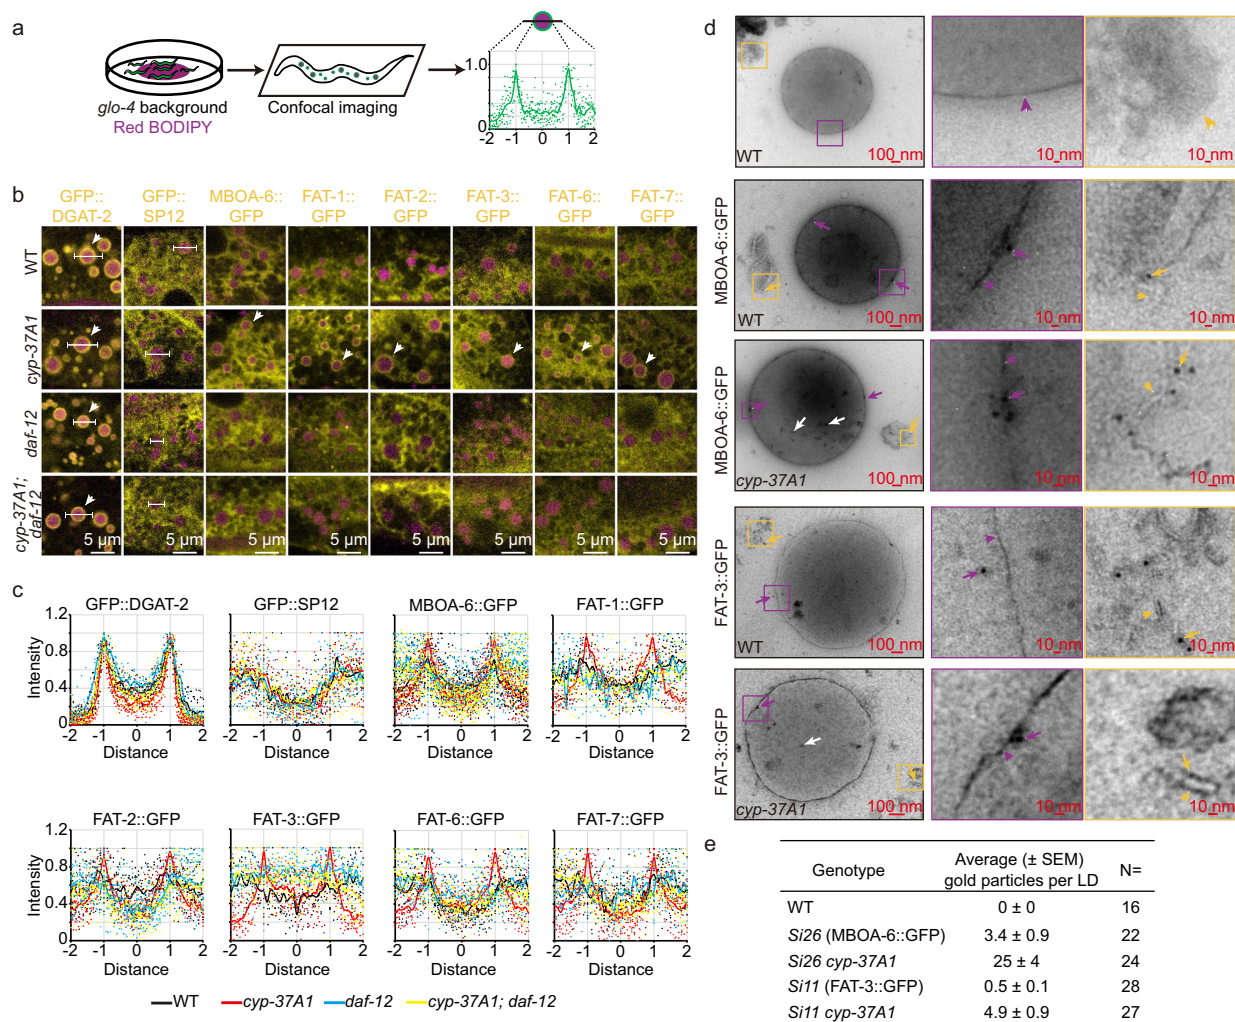 a
glo-4 background
Red BODIPY
Confocal imaging
1.0
0
-2 -1 0 1 2
b
GFP:: GFP:: MBOA-6:: FAT-1:: FAT-2:: FAT-3:: FAT-6:: FAT-7::
DGAT-2 SP12 GFP GFP GFP GFP GFP GFP
WT
cyp-37A1
daf-12
cyp-37A1;
daf-12
5 µm 5 µm 5 µm 5 µm 5 µm 5 µm 5 µm 5 µm
c
GFP::DGAT-2 GFP::SP12 MBOA-6::GFP FAT-1::GFP
Intensity
1.2
0.8
0.4
0
-2 -1 0 1 2 -2 -1 0 1 2 -2 -1 0 1 2 -2 -1 0 1 2
Distance Distance Distance Distance
FAT-2::GFP FAT-3::GFP FAT-6::GFP FAT-7::GFP
Intensity
1.2
0.8
0.4
0
-2 -1 0 1 2 -2 -1 0 1 2 -2 -1 0 1 2 -2 -1 0 1 2
Distance Distance Distance Distance
WT cyp-37A1 daf-12 cyp-37A1; daf-12
d
WT 100 nm 10 nm 10 nm
MBOA-6::GFP
WT 100 nm 10 nm 10 nm
MBOA-6::GFP
cyp-37A1 100 nm 10 nm 10 nm
FAT-3::GFP
WT 100 nm 10 nm 10 nm
FAT-3::GFP
cyp-37A1 100 nm 10 nm 10 nm
e
Genotype Average (± SEM) gold particles per LD N=
WT 0 ± 0 16
Si26 (MBOA-6::GFP) 3.4 ± 0.9 22
Si26 cyp-37A1 25 ± 4 24
Si11 (FAT-3::GFP) 0.5 ± 0.1 28
Si11 cyp-37A1 4.9 ± 0.9 27